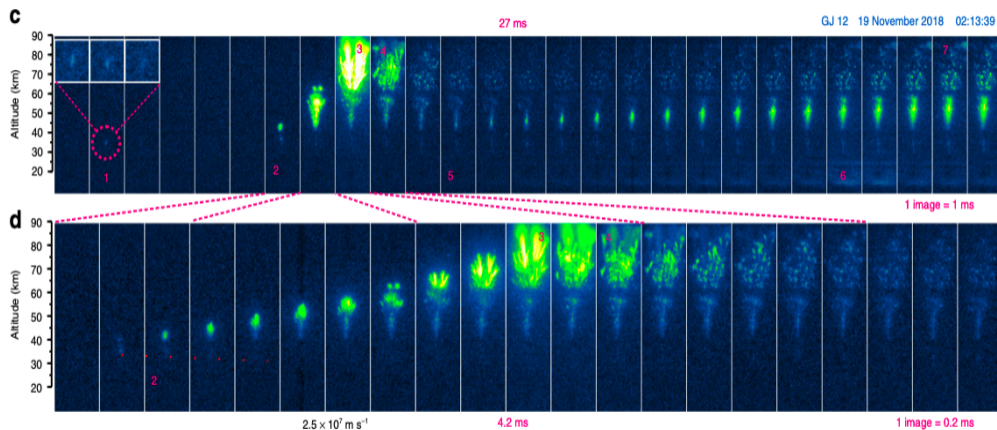 c
27 ms
GJ 12 19 November 2018 02:13:39
Altitude (km)
90
80
70
60
50
40
30
20
1
2
3
4
5
6
7
1 image = 1 ms
d
Altitude (km)
90
80
70
60
50
40
30
20
2
3
2.5 × 10⁷ m s⁻¹
4.2 ms
1 image = 0.2 ms